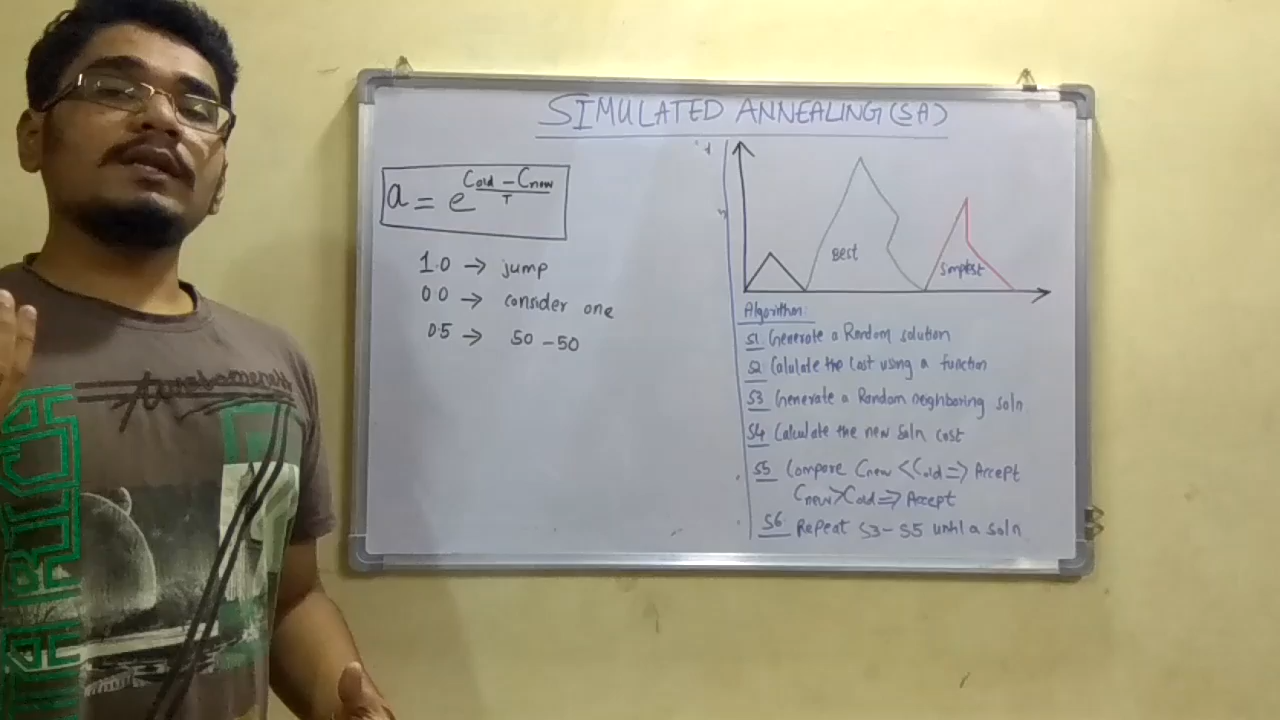 SIMULATED ANNEALING (SA)
a = e^(Cold - Cnew / T)
1.0 → jump
0.0 → consider one
0.5 → 50 - 50
Best
Simplest
Algorithm:
S1 Generate a Random solution
S2 Calulate the cost using a function
S3 Generate a Random neighboring soln
S4 Calculate the new soln cost
S5 Compare Cnew < Cold => Accept
Cnew > Cold => Accept
S6: Repeat S3 - S5 until a soln